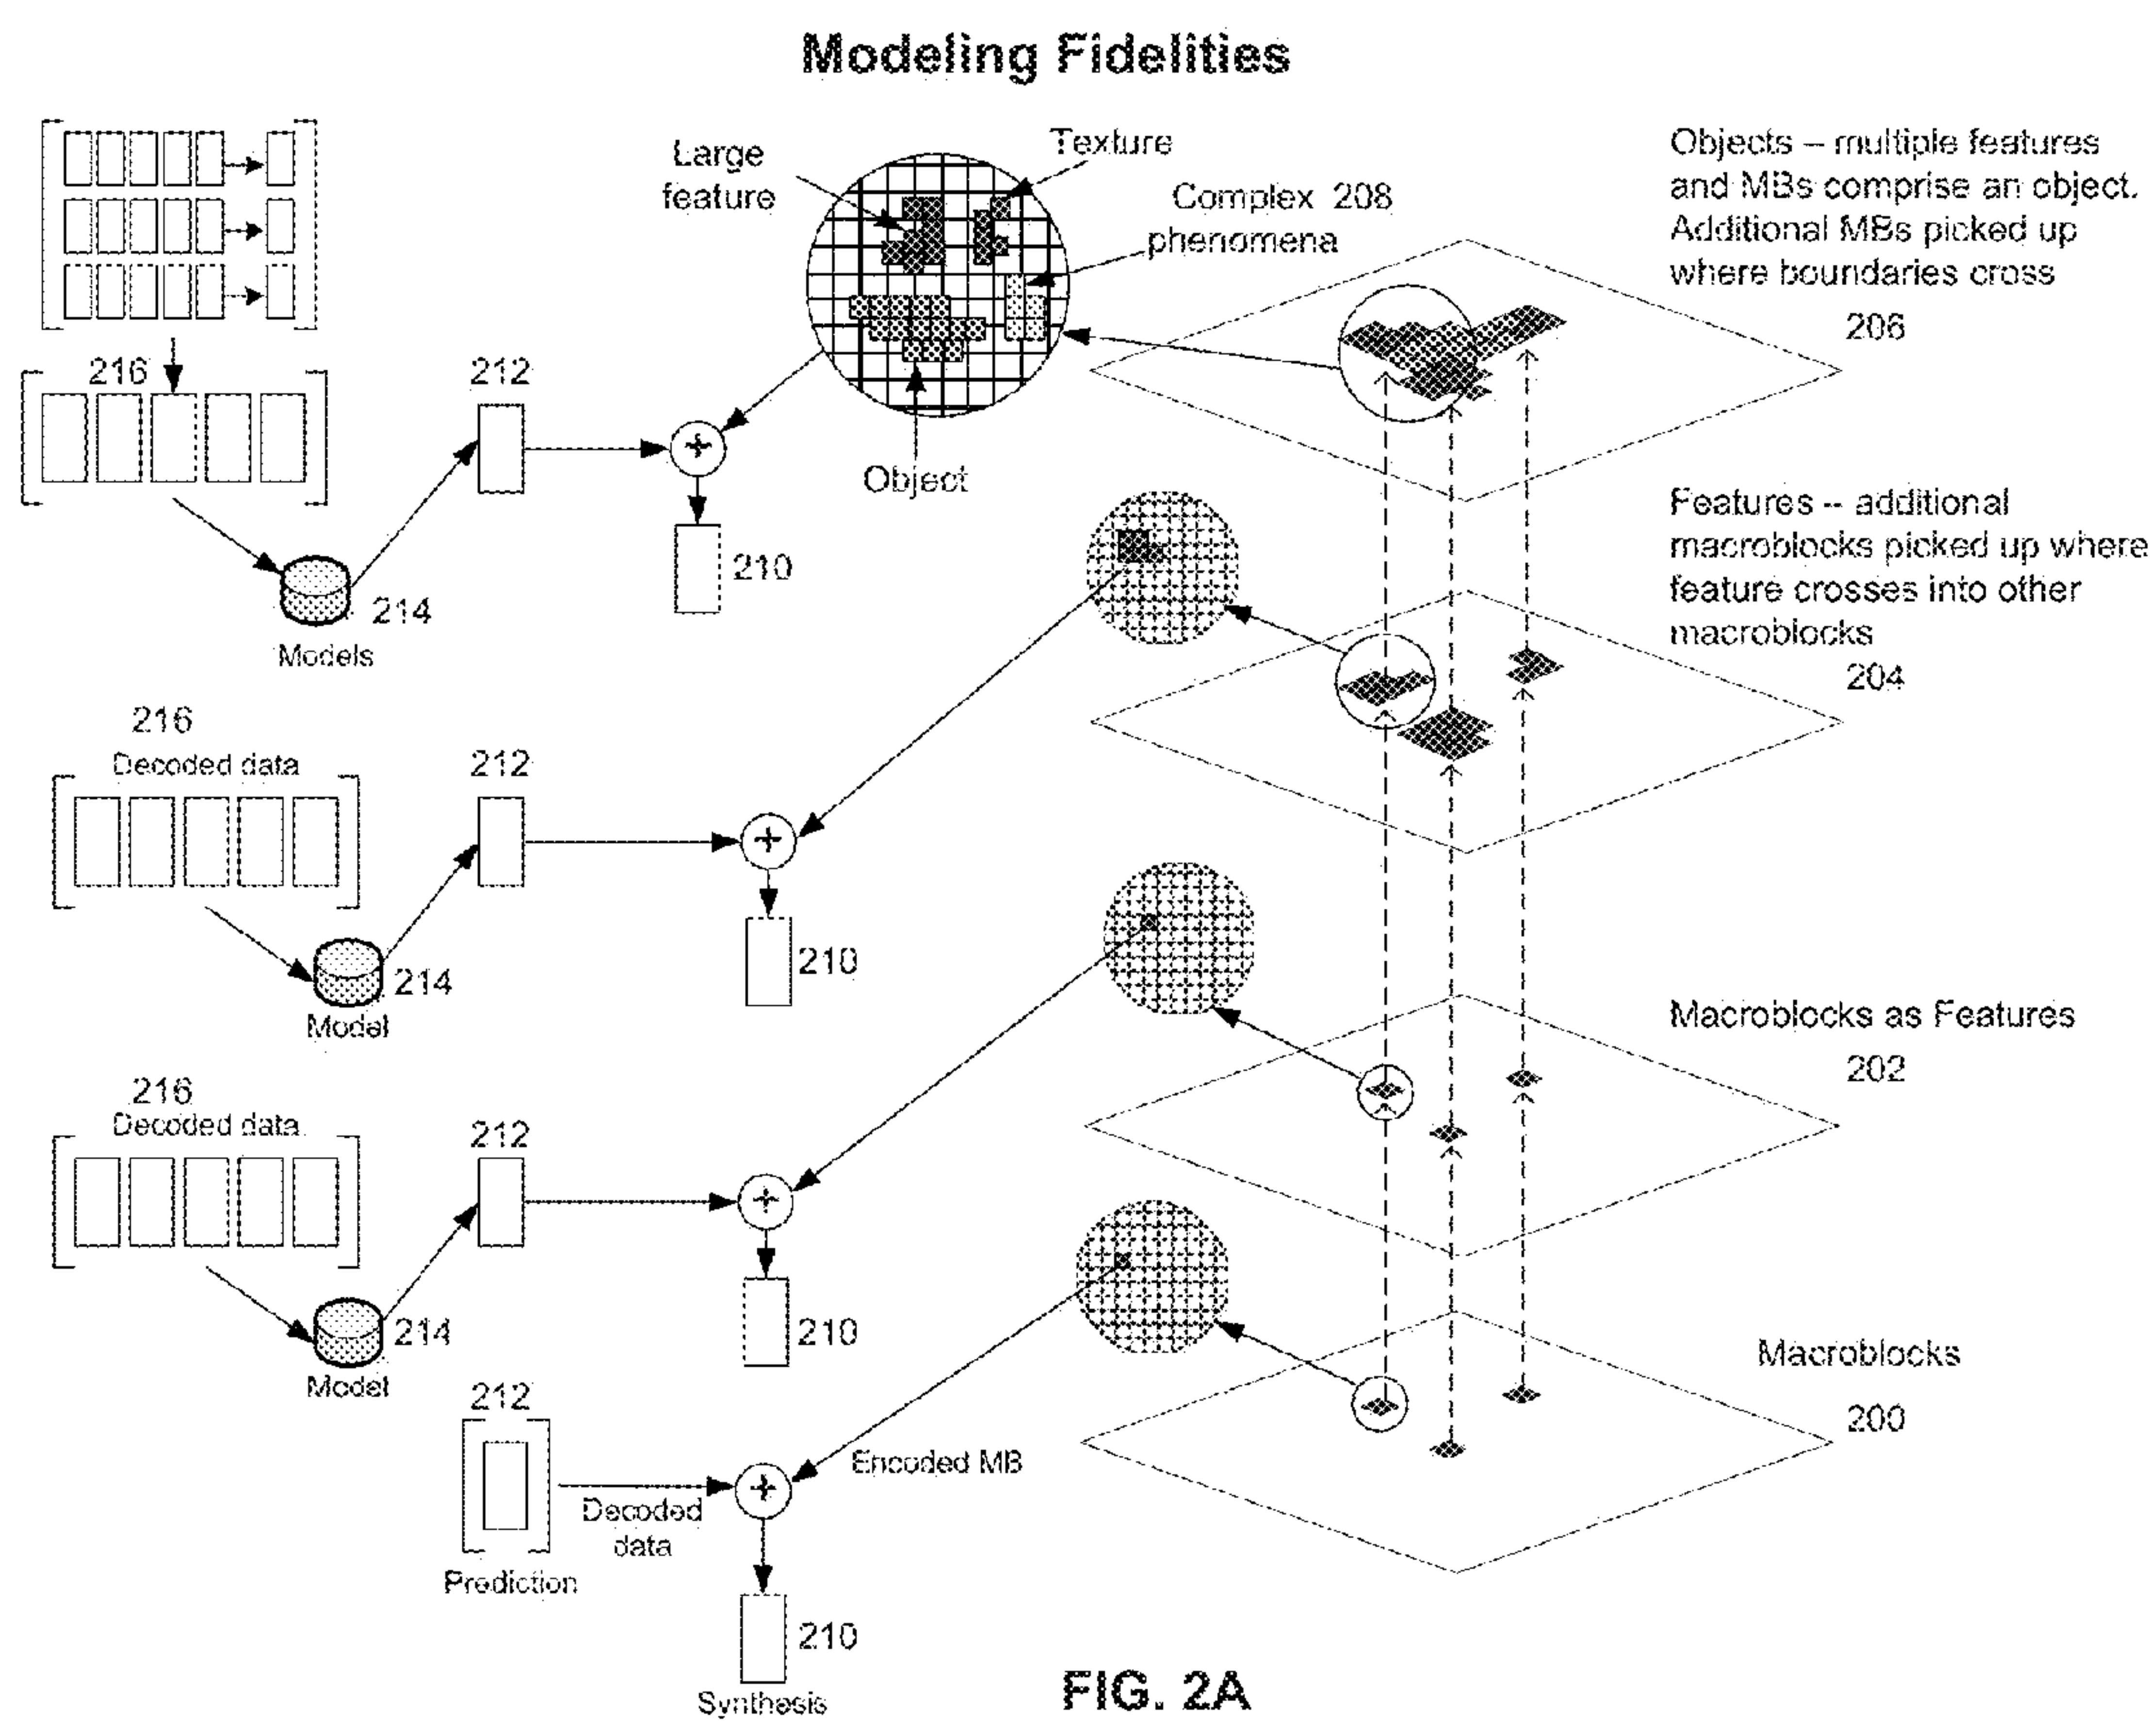 Modeling Fidelities
Large
feature
Texture
Complex 208
phenomena
Object
Objects – multiple features
and MBs comprise an object.
Additional MBs picked up
where boundaries cross
206
216
212
210
214
Models
Features -- additional
macroblocks picked up where
feature crosses into other
macroblocks
204
216
Decoded data
212
210
214
Model
Macroblocks as Features
202
216
Decoded data
212
210
214
Model
Macroblocks
200
212
Encoded MB
Decoded
data
Prediction
210
Synthesis
FIG. 2A